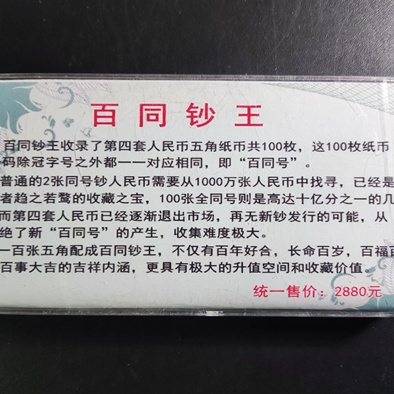 百同钞王
百同钞王收录了第四套人民币五角纸币共100枚，这100枚纸币
码除冠字号之外都一一对应相同，即“百同号”。
普通的2张同号钞人民币需要从1000万张人民币中找寻，已经是
者趋之若鹜的收藏之宝，100张全同号则是高达十亿分之一的几
而第四套人民币已经逐渐退出市场，再无新钞发行的可能，从
绝了新“百同号”的产生，收集难度极大。
一百张五角配成百同钞王，不仅有百年好合，长命百岁，百福百
百事大吉的吉祥内涵，更具有极大的升值空间和收藏价值。
统一售价：2880元